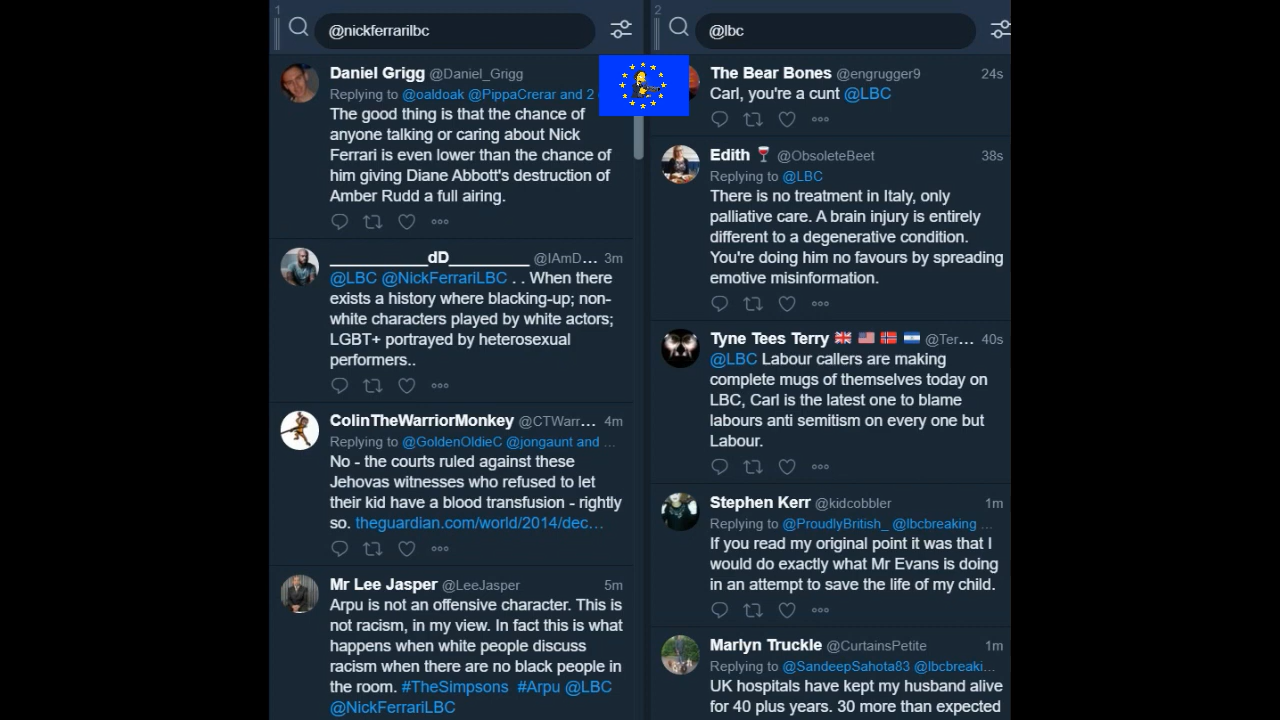 1
@nickferrarilbc
Daniel Grigg @Daniel_Grigg
Replying to @oaldoak @PippaCrerar and 2
The good thing is that the chance of
anyone talking or caring about Nick
Ferrari is even lower than the chance of
him giving Diane Abbott's destruction of
Amber Rudd a full airing.
___________dD_________ @IAmD... 3m
@LBC @NickFerrariLBC . . When there
exists a history where blacking-up; non-
white characters played by white actors;
LGBT+ portrayed by heterosexual
performers..
ColinTheWarriorMonkey @CTWarr... 4m
Replying to @GoldenOldieC @jongaunt and ...
No - the courts ruled against these
Jehovas witnesses who refused to let
their kid have a blood transfusion - rightly
so. theguardian.com/world/2014/dec...
Mr Lee Jasper @LeeJasper 5m
Arpu is not an offensive character. This is
not racism, in my view. In fact this is what
happens when white people discuss
racism when there are no black people in
the room. #TheSimpsons #Arpu @LBC
@NickFerrariLBC
2
@lbc
The Bear Bones @engrugger9 24s
Carl, you're a cunt @LBC
Edith @ObsoleteBeet 38s
Replying to @LBC
There is no treatment in Italy, only
palliative care. A brain injury is entirely
different to a degenerative condition.
You're doing him no favours by spreading
emotive misinformation.
Tyne Tees Terry @Ter... 40s
@LBC Labour callers are making
complete mugs of themselves today on
LBC, Carl is the latest one to blame
labours anti semitism on every one but
Labour.
Stephen Kerr @kidcobbler 1m
Replying to @ProudlyBritish_ @lbcbreaking ...
If you read my original point it was that I
would do exactly what Mr Evans is doing
in an attempt to save the life of my child.
Marlyn Truckle @CurtainsPetite 1m
Replying to @SandeepSahota83 @lbcbreaki...
UK hospitals have kept my husband alive
for 40 plus years. 30 more than expected